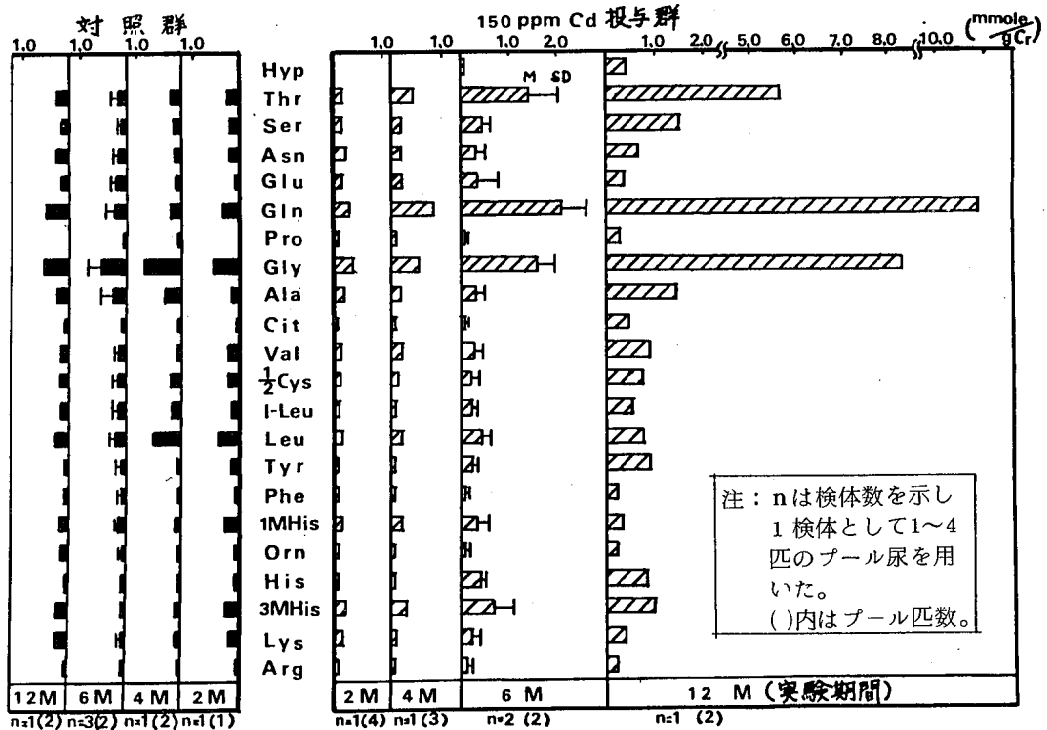 対照群
150 ppm Cd 投与群
(mmole/gCr)
1.0 1.0 1.0 1.0
1.0 1.0 1.0 2.0 1.0 2.0 5.0 8.0 10.0
M SD
Hyp
Thr
Ser
Asn
Glu
Gln
Pro
Gly
Ala
Cit
Val
½Cys
I-Leu
Leu
Tyr
Phe
1MHis
Orn
His
3MHis
Lys
Arg
注：nは検体数を示し
1検体として1～4
匹のプール尿を用
いた。
( )内はプール匹数。
12M 6M 4M 2M
2M 4M 6 M 12 M (実験期間)
n=1(2) n=3(2) n=1(2) n=1(1)
n=1(4) n=1(3) n=2 (2) n=1 (2)